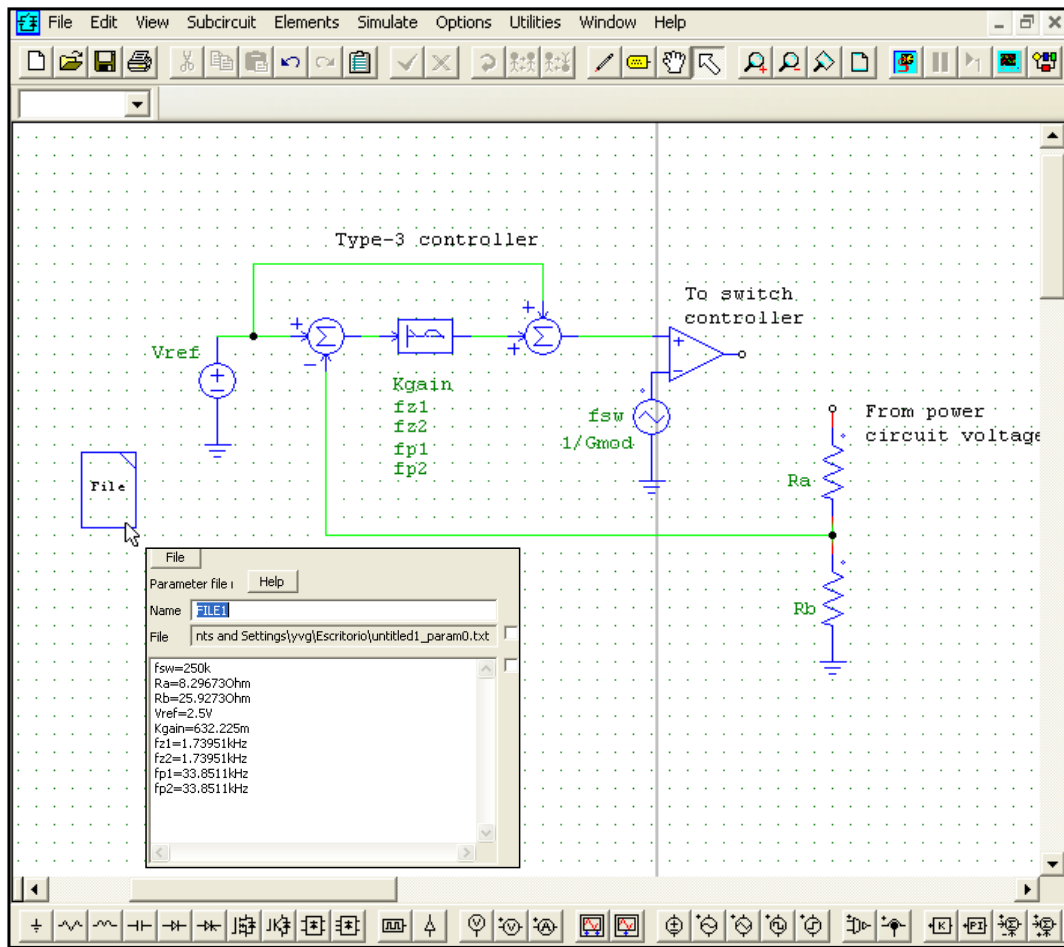 File Edit View Subcircuit Elements Simulate Options Utilities Window Help
Type-3 controller
To switch
controller
Vref
Kgain
fz1
fz2
fp1
fp2
fsw
1/Gmod
From power
circuit voltage
Ra
Rb
File
File
Parameter file
Help
Name FILE1
File nts and Settings\yvg\Escritorio\untitled1_param0.txt
fsw=250k
Ra=8.29673Ohm
Rb=25.9273Ohm
Vref=2.5V
Kgain=632.225m
fz1=1.73951kHz
fz2=1.73951kHz
fp1=33.8511kHz
fp2=33.8511kHz
K
PI